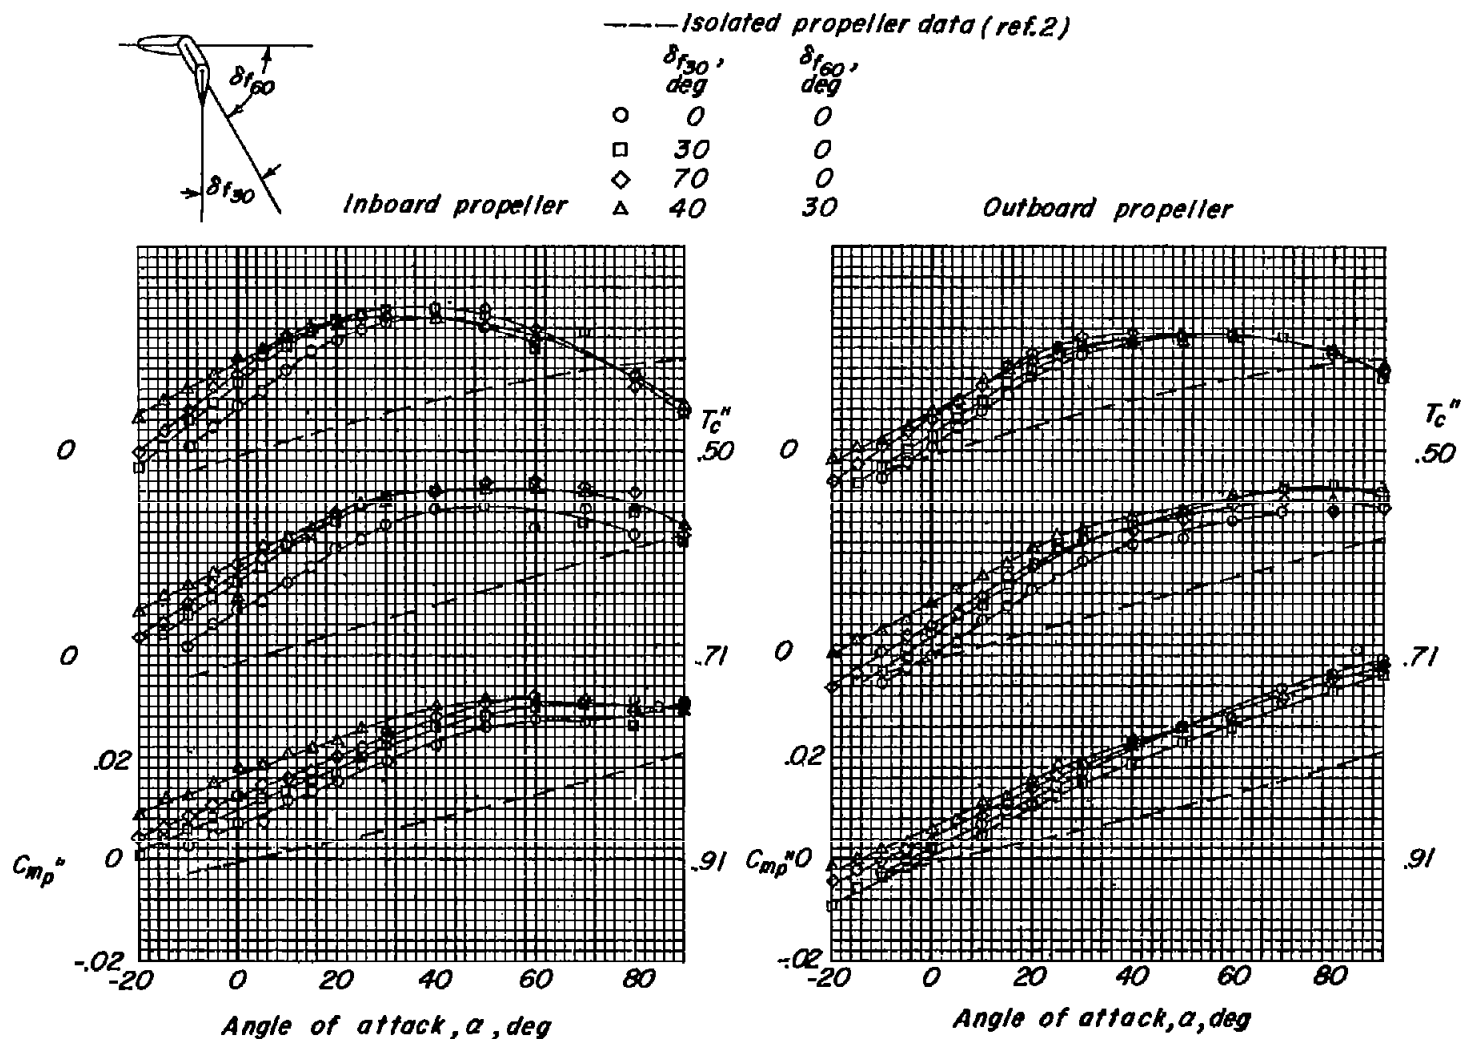 ----Isolated propeller data (ref.2)
δf30, δf60,
deg deg
○ 0 0
□ 30 0
◇ 70 0
△ 40 30
δf60
δf30
Inboard propeller
Outboard propeller
Tc"
0 .50
0 .71
.02
Cmp" 0 .91
-.02
-20 0 20 40 60 80
Angle of attack, α, deg
Tc"
0 .50
0 .71
.02
Cmp" 0 .91
-.02
-20 0 20 40 60 80
Angle of attack, α, deg